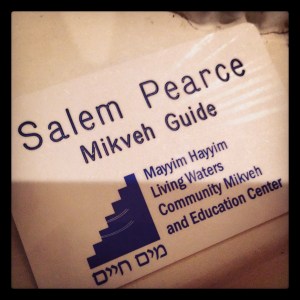 Salem Pearce
Mikveh Guide
Mayyim Hayyim
Living Waters
Community Mikveh
and Education Center
מים חיים